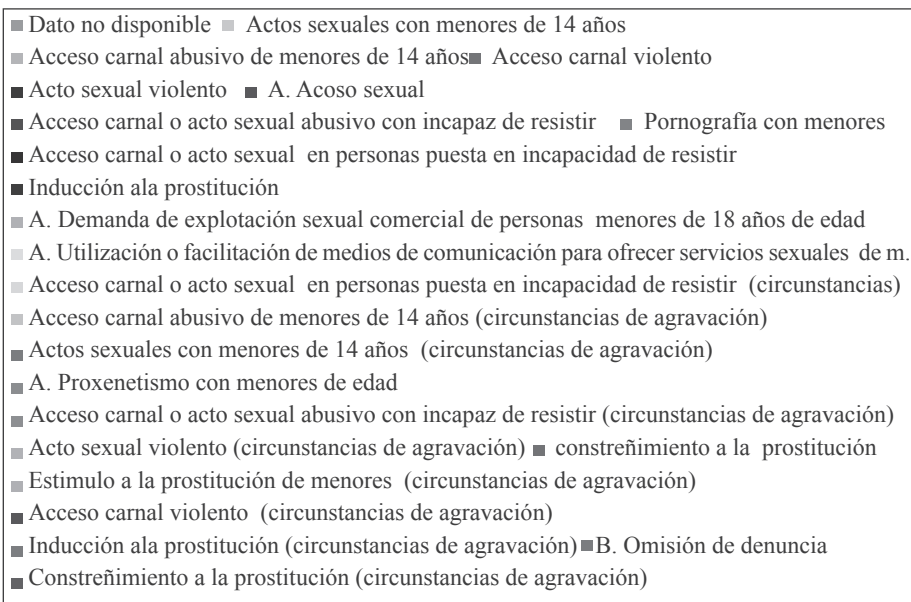 Dato no disponible Actos sexuales con menores de 14 años
Acceso carnal abusivo de menores de 14 años Acceso carnal violento
Acto sexual violento A. Acoso sexual
Acceso carnal o acto sexual abusivo con incapaz de resistir Pornografía con menores
Acceso carnal o acto sexual en personas puesta en incapacidad de resistir
Inducción ala prostitución
A. Demanda de explotación sexual comercial de personas menores de 18 años de edad
A. Utilización o facilitación de medios de comunicación para ofrecer servicios sexuales de m.
Acceso carnal o acto sexual en personas puesta en incapacidad de resistir (circunstancias)
Acceso carnal abusivo de menores de 14 años (circunstancias de agravación)
Actos sexuales con menores de 14 años (circunstancias de agravación)
A. Proxenetismo con menores de edad
Acceso carnal o acto sexual abusivo con incapaz de resistir (circunstancias de agravación)
Acto sexual violento (circunstancias de agravación) constreñimiento a la prostitución
Estimulo a la prostitución de menores (circunstancias de agravación)
Acceso carnal violento (circunstancias de agravación)
Inducción ala prostitución (circunstancias de agravación) B. Omisión de denuncia
Constreñimiento a la prostitución (circunstancias de agravación)